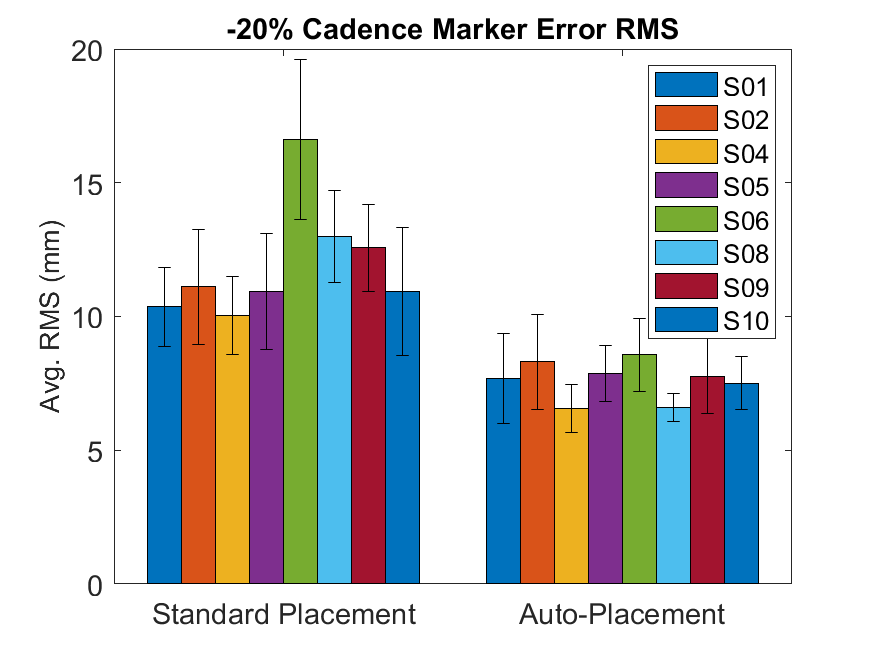 -20% Cadence Marker Error RMS
20
15
10
5
0
Avg. RMS (mm)
S01
S02
S04
S05
S06
S08
S09
S10
Standard Placement
Auto-Placement